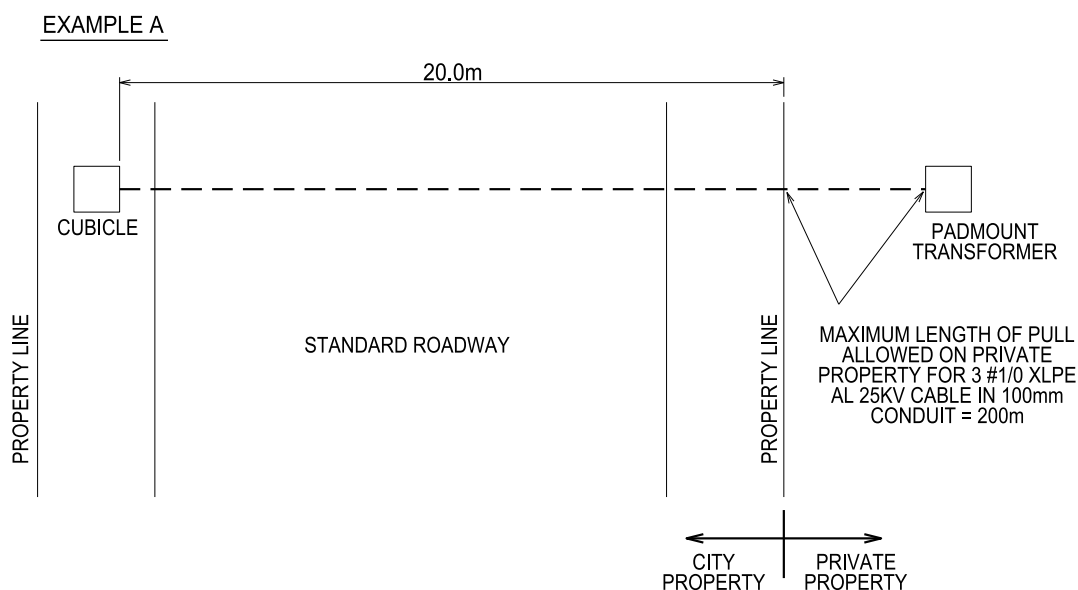 EXAMPLE A
20.0m
CUBICLE
PADMOUNT
TRANSFORMER
PROPERTY LINE
STANDARD ROADWAY
PROPERTY LINE
MAXIMUM LENGTH OF PULL
ALLOWED ON PRIVATE
PROPERTY FOR 3 #1/0 XLPE
AL 25KV CABLE IN 100mm
CONDUIT = 200m
CITY
PROPERTY
PRIVATE
PROPERTY